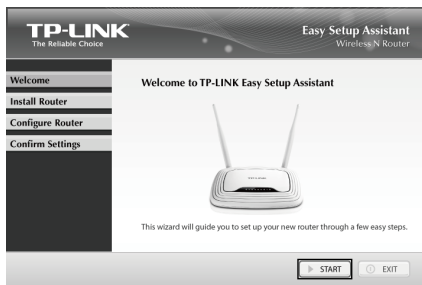 TP-LINK®
The Reliable Choice
Easy Setup Assistant
Wireless N Router
Welcome
Install Router
Configure Router
Confirm Settings
Welcome to TP-LINK Easy Setup Assistant
TP-LINK
This wizard will guide you to set up your new router through a few easy steps.
START
EXIT